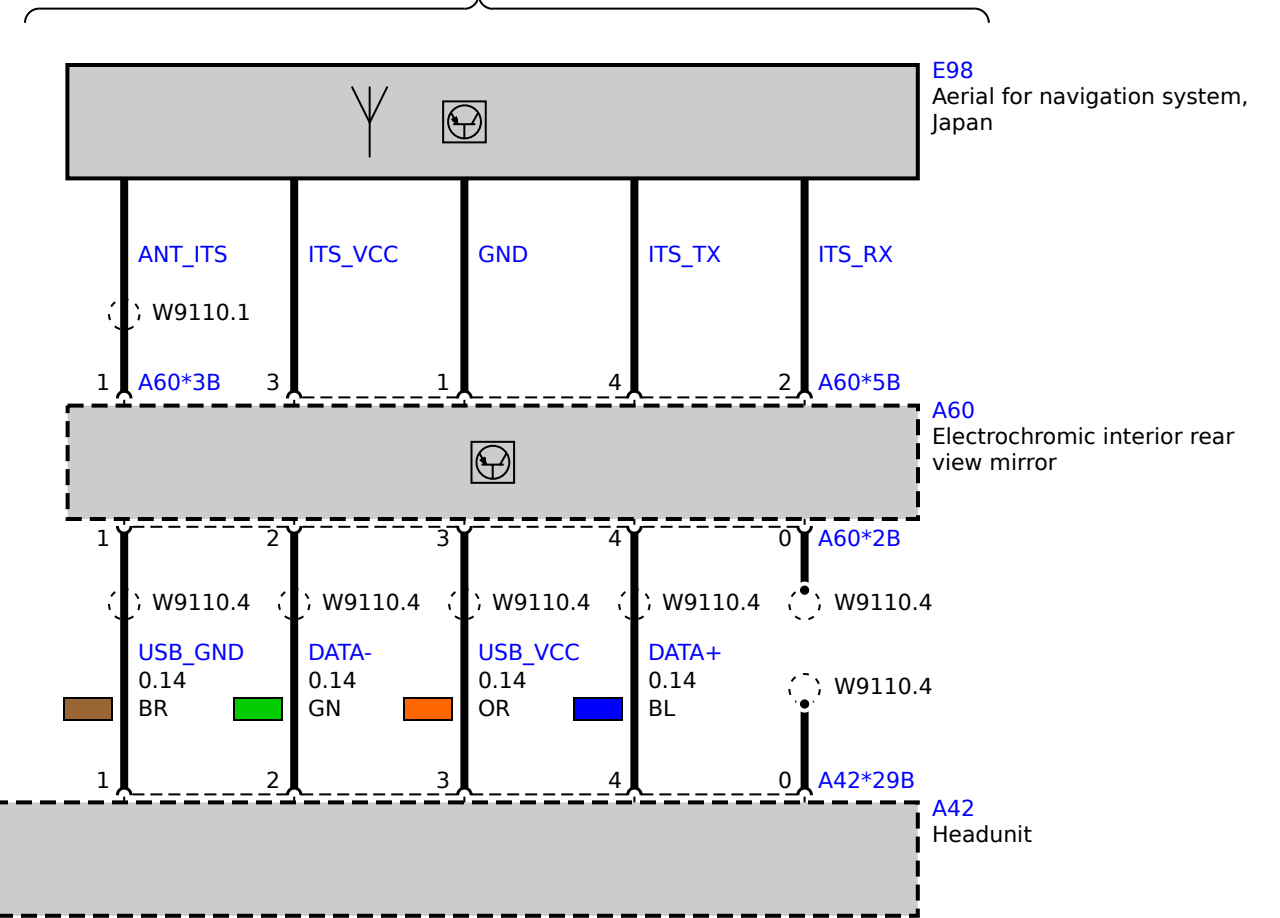 E98
Aerial for navigation system,
Japan
ANT_ITS ITS_VCC GND ITS_TX ITS_RX
W9110.1
1 A60*3B 3 1 4 2 A60*5B
A60
Electrochromic interior rear
view mirror
1 2 3 4 0 A60*2B
W9110.4 W9110.4 W9110.4 W9110.4 W9110.4
USB_GND DATA- USB_VCC DATA+
0.14 0.14 0.14 0.14
W9110.4
BR GN OR BL
1 2 3 4 0 A42*29B
A42
Headunit